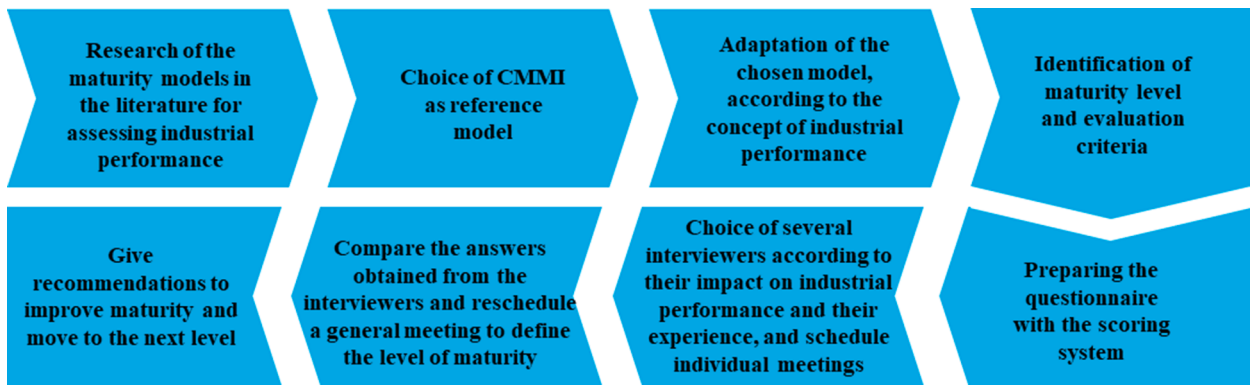 Research of the
maturity models in
the literature for
assessing industrial
performance
Choice of CMMI
as reference
model
Adaptation of the
chosen model,
according to the
concept of industrial
performance
Identification of
maturity level
and evaluation
criteria
Preparing the
questionnaire
with the scoring
system
Choice of several
interviewers according to
their impact on industrial
performance and their
experience, and schedule
individual meetings
Compare the answers
obtained from the
interviewers and reschedule
a general meeting to define
the level of maturity
Give
recommendations to
improve maturity and
move to the next level